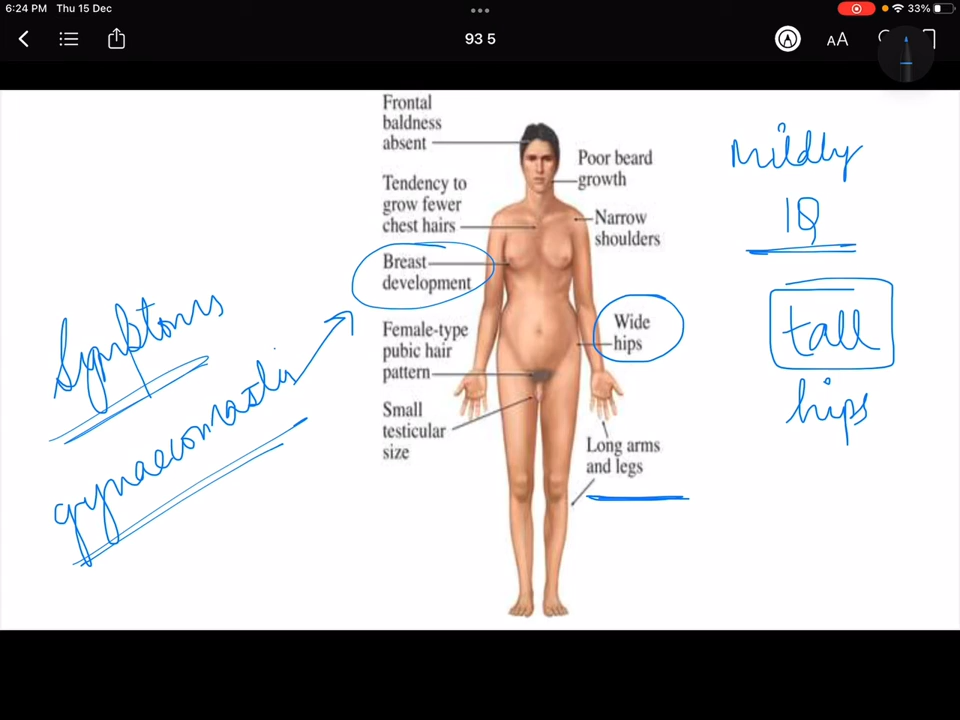 6:24 PM Thu 15 Dec
33%
93 5
AA
Frontal
baldness
absent
Poor beard
growth
Tendency to
grow fewer
chest hairs
Narrow
shoulders
Breast
development
Wide
hips
Female-type
pubic hair
pattern
Small
testicular
size
Long arms
and legs
Symptoms
gynaecomastia
Mildly
IQ
tall
hips